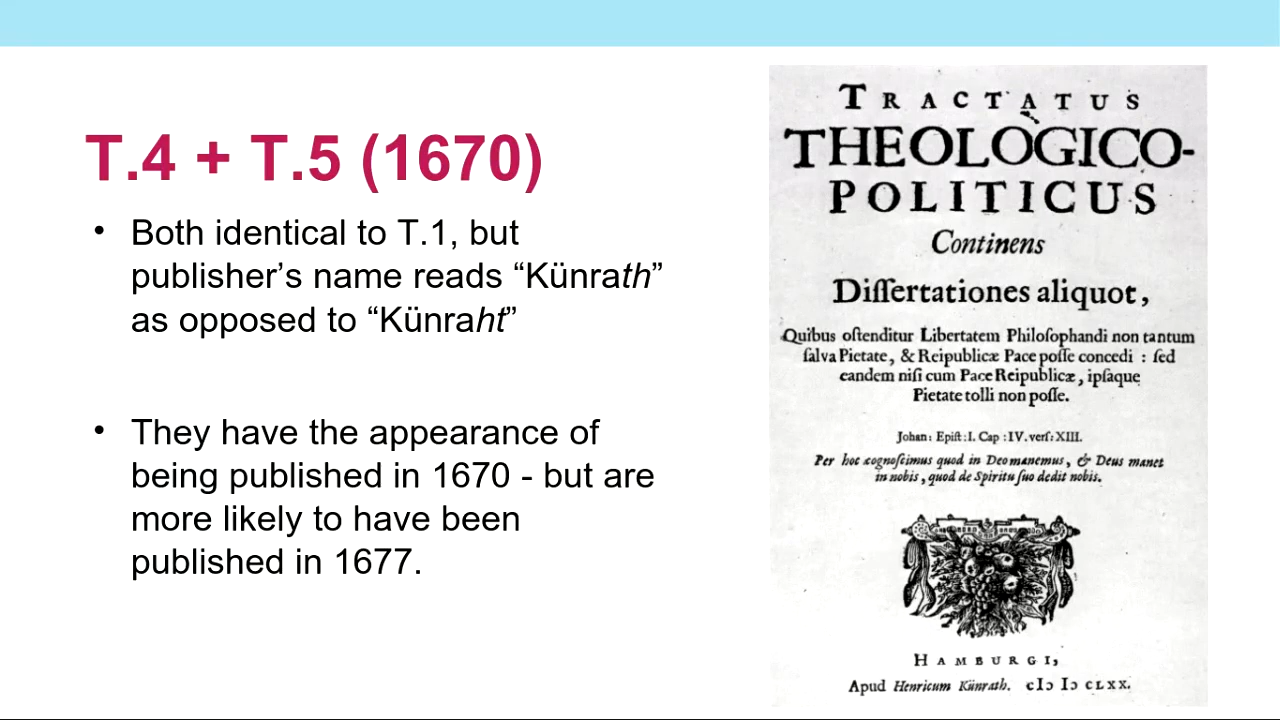 T.4 + T.5 (1670)
• Both identical to T.1, but
publisher’s name reads “Künrath”
as opposed to “Künraht”
• They have the appearance of
being published in 1670 - but are
more likely to have been
published in 1677.
TRACTATUS
THEOLOGICO-
POLITICUS
Continens
Diſſertationes aliquot,
Quibus oſtenditur Libertatem Philoſophandi non tantum
ſalva Pietate, & Reipublicæ Pace poſſe concedi : ſed
eandem niſi cum Pace Reipublicæ, ipſaque
Pietate tolli non poſſe.
Johan: Epiſt: I. Cap : IV. verſ: XIII.
Per hoc cognoſcimus quod in Deo manemus, & Deus manet
in nobis, quod de Spiritu ſuo dedit nobis.
HAMBURGI,
Apud Henricum Künrath. cIↄ Iↄ CLXX.